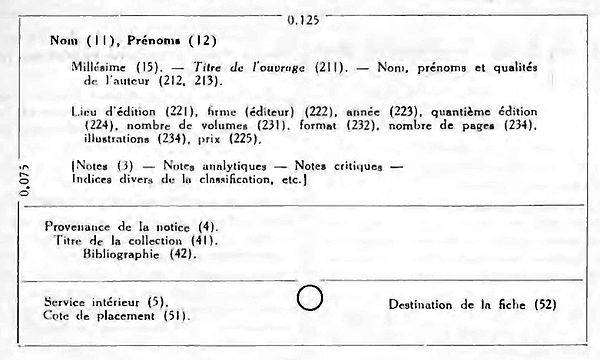 0.125
Nom (11), Prénoms (12)
Millésime (15). — Titre de l'ouvrage (211). — Nom, prénoms et qualités
de l'auteur (212, 213).
Lieu d'édition (221), firme (éditeur) (222), année (223), quantième édition
(224), nombre de volumes (231), format (232), nombre de pages (234),
illustrations (234), prix (225).
[Notes (3) — Notes analytiques — Notes critiques —
Indices divers de la classification, etc.]
0.075
Provenance de la notice (4).
Titre de la collection (41).
Bibliographie (42).
Service intérieur (5).
Cote de placement (51).
Destination de la fiche (52)